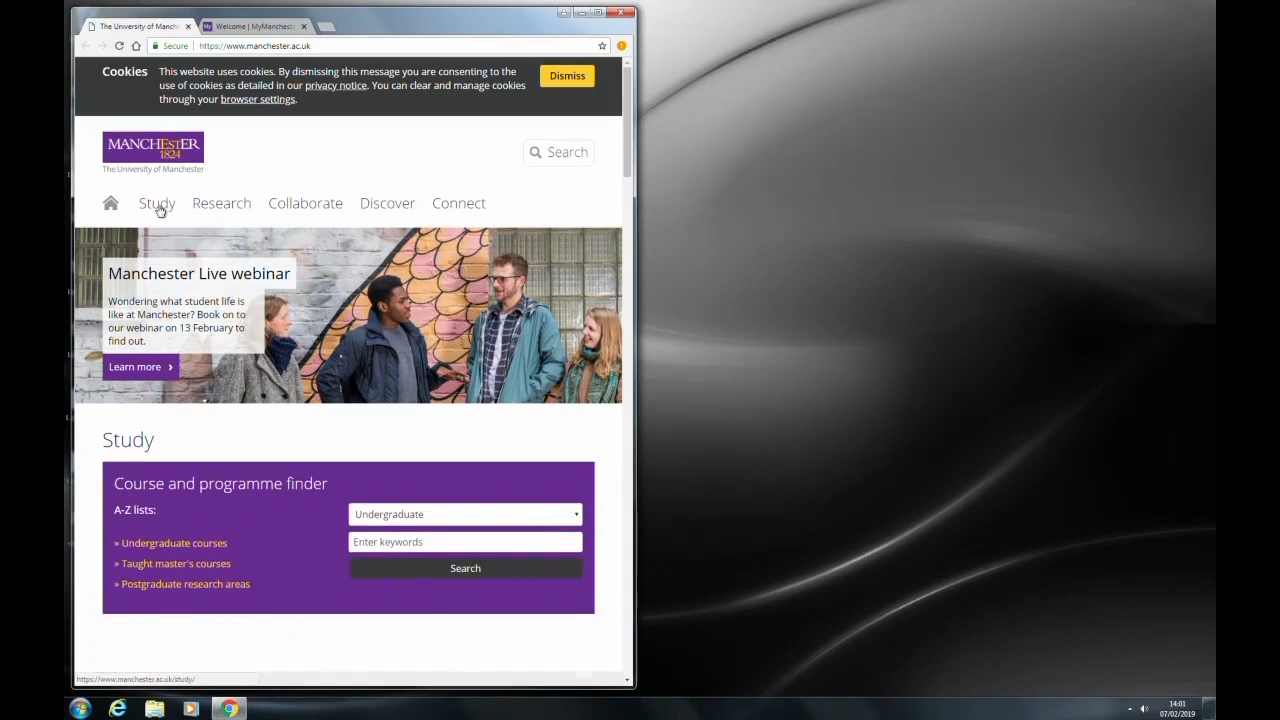 The University of Manch
Welcome | MyManchest
Secure
https://www.manchester.ac.uk
Cookies
This website uses cookies. By dismissing this message you are consenting to the
use of cookies as detailed in our privacy notice. You can clear and manage cookies
through your browser settings.
Dismiss
MANCHEstER
1824
The University of Manchester
Search
Study
Research
Collaborate
Discover
Connect
Manchester Live webinar
Wondering what student life is
like at Manchester? Book on to
our webinar on 13 February to
find out.
Learn more ›
Study
Course and programme finder
A-Z lists:
» Undergraduate courses
» Taught master's courses
» Postgraduate research areas
Undergraduate
Enter keywords
Search
https://www.manchester.ac.uk/study/
14:01
07/02/2019